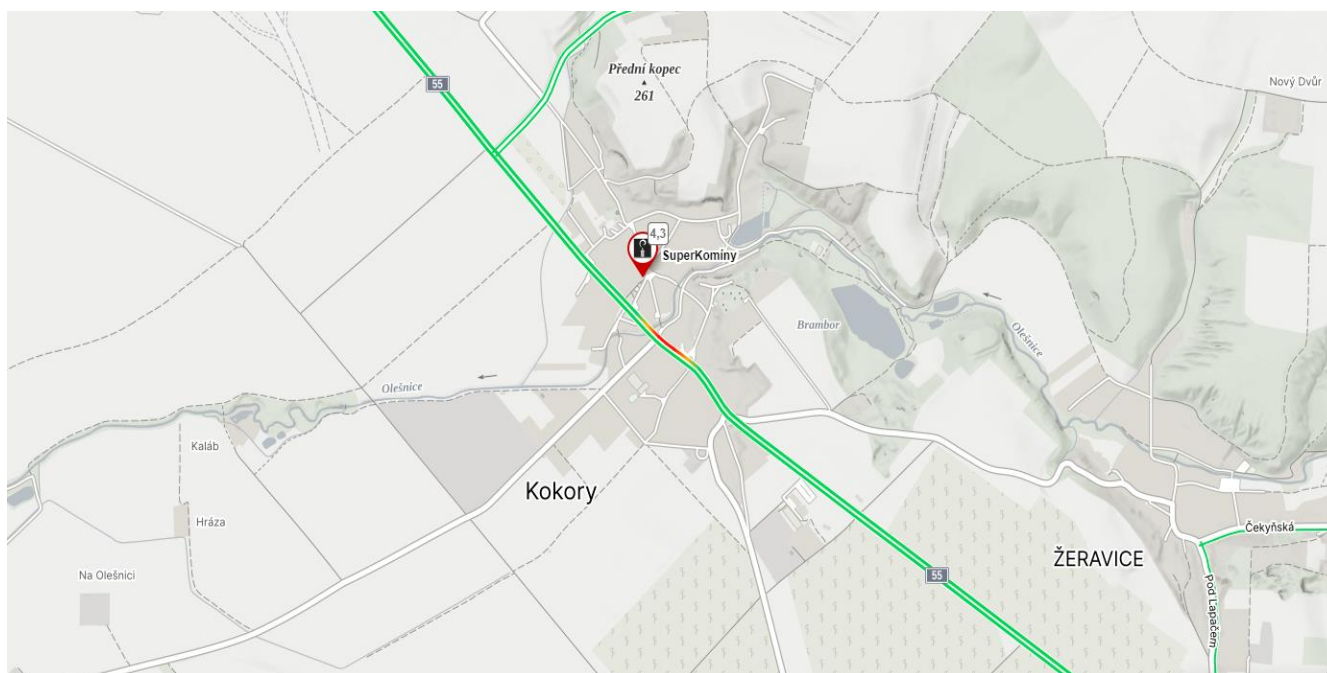 55
Přední kopec
261
Nový Dvůr
4,3
SuperKomíny
Brambor
Olešnice
Olešnice
Kaláb
Kokory
Hráza
Čekyňská
ŽERAVICE
Na Olešnici
55
Pod Lapačem